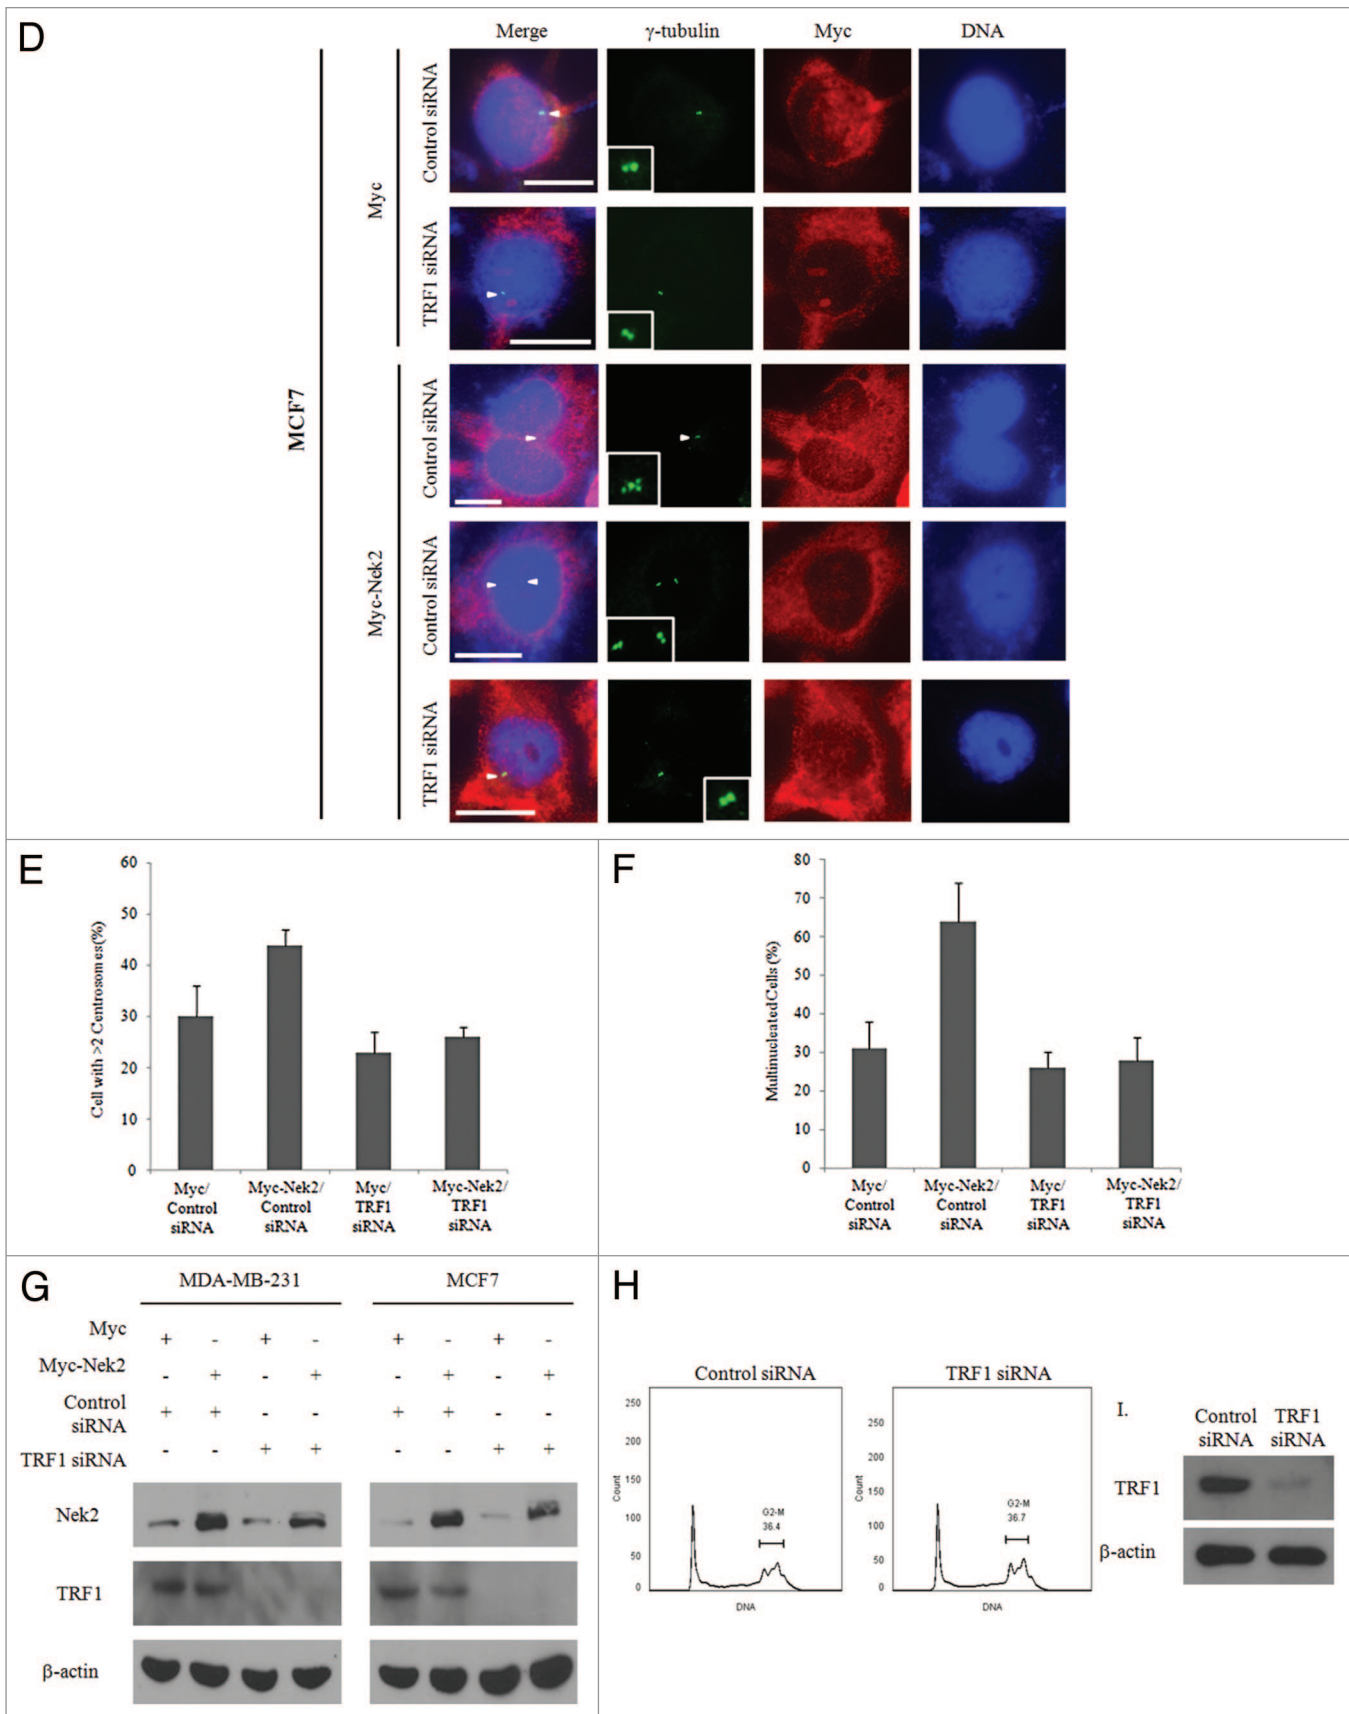 D
Merge γ-tubulin Myc DNA
MCF7
Myc
Control siRNA
TRF1 siRNA
Myc-Nek2
Control siRNA
Control siRNA
TRF1 siRNA
E
Cell with >2 Centrosomes(%)
60
50
40
30
20
10
0
Myc/ Myc-Nek2/ Myc/ Myc-Nek2/
Control Control TRF1 TRF1
siRNA siRNA siRNA siRNA
F
Multinucleated Cells (%)
80
70
60
50
40
30
20
10
0
Myc/ Myc-Nek2/ Myc/ Myc-Nek2/
Control Control TRF1 TRF1
siRNA siRNA siRNA siRNA
G
MDA-MB-231 MCF7
Myc + - + - + - + -
Myc-Nek2 - + - + - + - +
Control
siRNA + + - - + + - -
TRF1 siRNA - - + + - - + +
Nek2
TRF1
β-actin
H
Control siRNA
250
200
150
100
50
0
Count
G2-M
36.4
DNA
TRF1 siRNA
250
200
150
100
50
0
Count
G2-M
36.7
DNA
I.
Control TRF1
siRNA siRNA
TRF1
β-actin